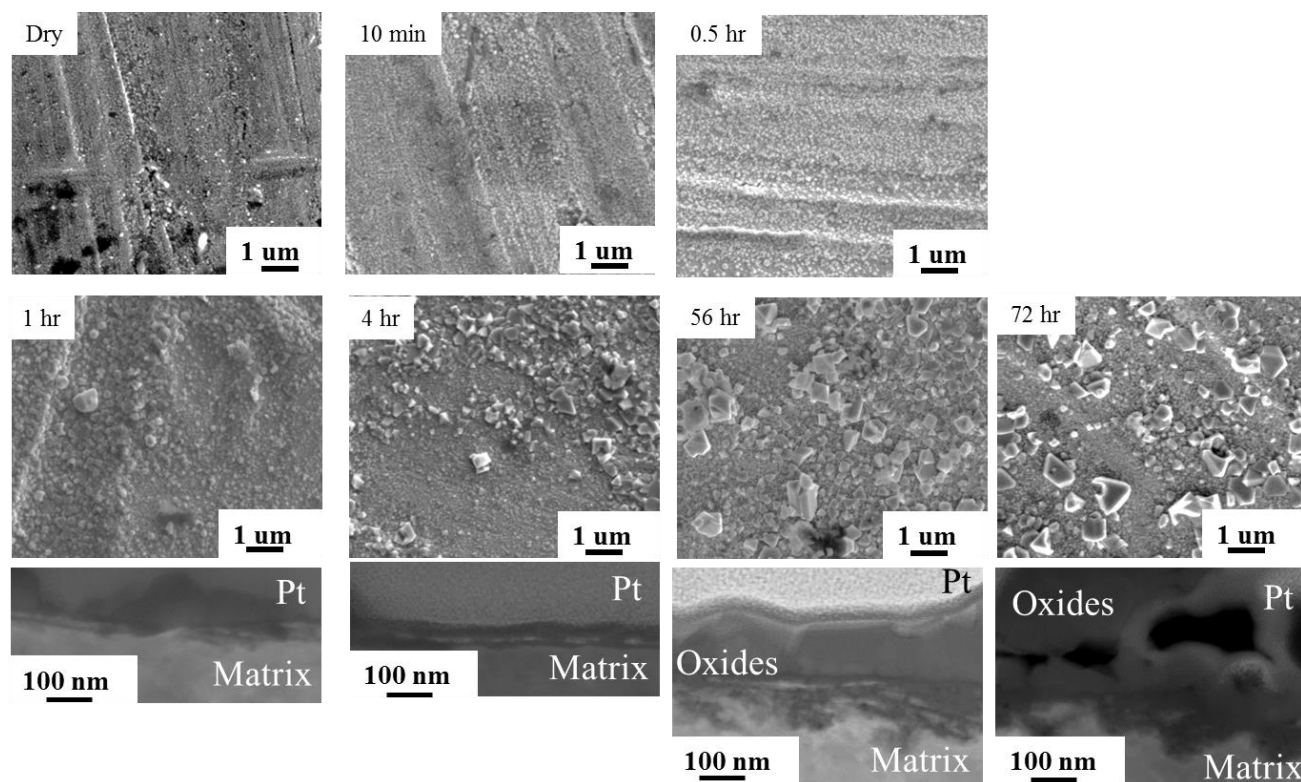 Dry
1 um
10 min
1 um
0.5 hr
1 um
1 hr
1 um
4 hr
1 um
56 hr
1 um
72 hr
1 um
Pt
Matrix
100 nm
Pt
Matrix
100 nm
Pt
Oxides
Matrix
100 nm
Oxides
Pt
Matrix
100 nm